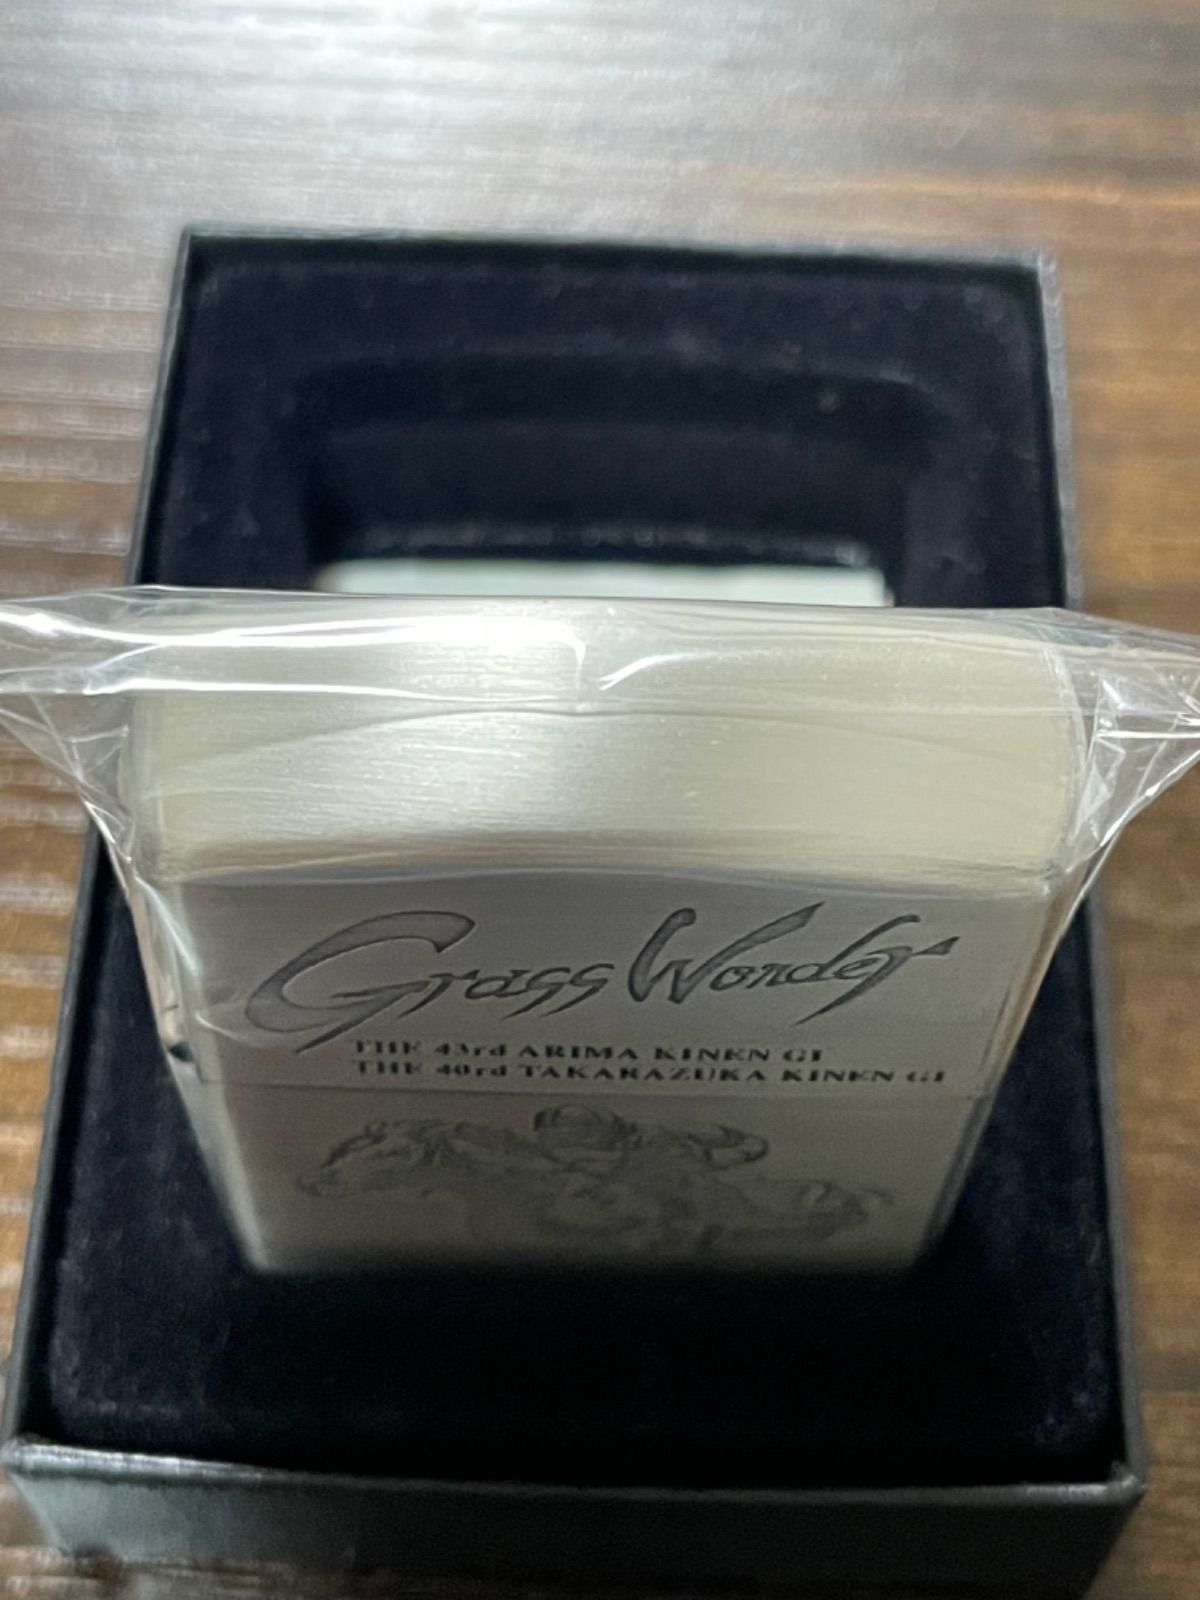 Grass Wonder
THE 43rd ARIMA KINEN GI
THE 40rd TAKARAZUKA KINEN GI